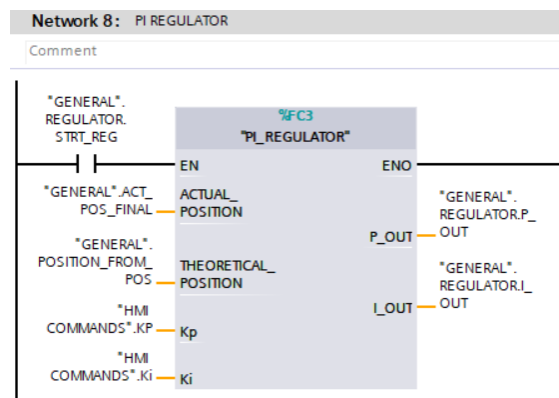 Network 8: PI REGULATOR
Comment
"GENERAL".
REGULATOR.
STRT_REG
%FC3
"PI_REGULATOR"
EN
ENO
"GENERAL".ACT_
POS_FINAL
ACTUAL_
POSITION
"GENERAL".
REGULATOR.P_
OUT
P_OUT
"GENERAL".
POSITION_FROM_
POS
THEORETICAL_
POSITION
"GENERAL".
REGULATOR.I_
OUT
I_OUT
"HMI
COMMANDS".KP
Kp
"HMI
COMMANDS".Ki
Ki